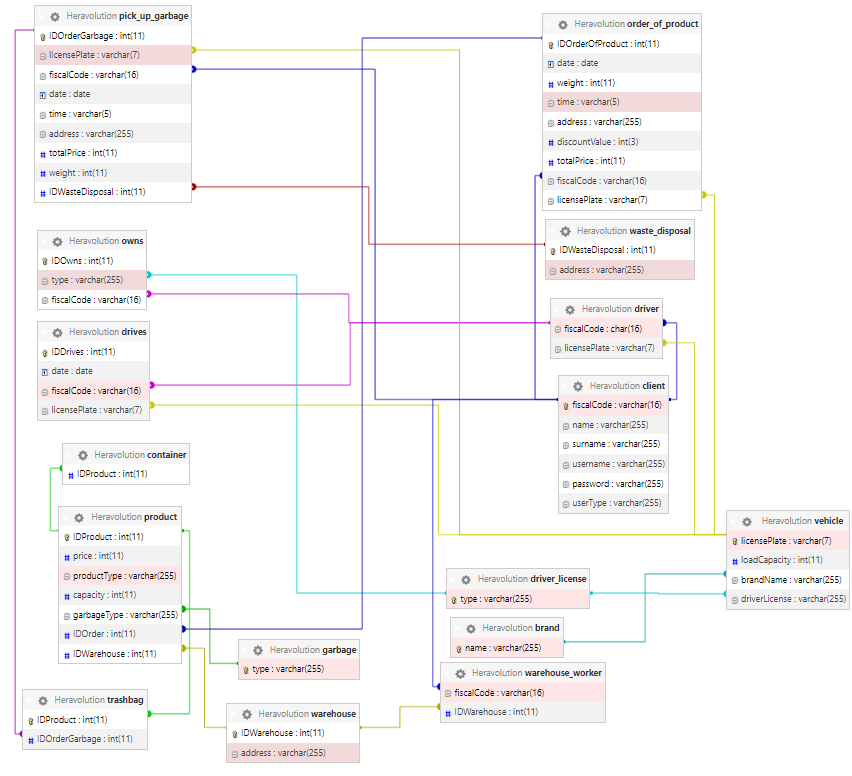 Heravolution pick_up_garbage
IDOrderGarbage : int(11)
licensePlate : varchar(7)
fiscalCode : varchar(16)
date : date
time : varchar(5)
address : varchar(255)
totalPrice : int(11)
weight : int(11)
IDWasteDisposal : int(11)
Heravolution order_of_product
IDOrderOfProduct : int(11)
date : date
weight : int(11)
time : varchar(5)
address : varchar(255)
discountValue : int(3)
totalPrice : int(11)
fiscalCode : varchar(16)
licensePlate : varchar(7)
Heravolution waste_disposal
IDWasteDisposal : int(11)
address : varchar(255)
Heravolution owns
IDOwns : int(11)
type : varchar(255)
fiscalCode : varchar(16)
Heravolution driver
fiscalCode : char(16)
licensePlate : varchar(7)
Heravolution drives
IDDrives : int(11)
date : date
fiscalCode : varchar(16)
licensePlate : varchar(7)
Heravolution client
fiscalCode : varchar(16)
name : varchar(255)
surname : varchar(255)
username : varchar(255)
password : varchar(255)
userType : varchar(255)
Heravolution container
IDProduct : int(11)
Heravolution product
IDProduct : int(11)
price : int(11)
productType : varchar(255)
capacity : int(11)
garbageType : varchar(255)
IDOrder : int(11)
IDWarehouse : int(11)
Heravolution vehicle
licensePlate : varchar(7)
loadCapacity : int(11)
brandName : varchar(255)
driverLicense : varchar(255)
Heravolution driver_license
type : varchar(255)
Heravolution brand
name : varchar(255)
Heravolution garbage
type : varchar(255)
Heravolution warehouse_worker
fiscalCode : varchar(16)
IDWarehouse : int(11)
Heravolution trashbag
IDProduct : int(11)
IDOrderGarbage : int(11)
Heravolution warehouse
IDWarehouse : int(11)
address : varchar(255)